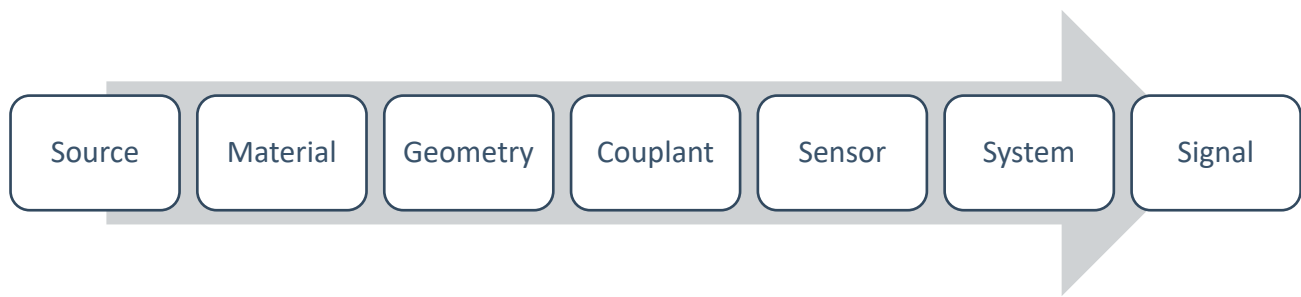 Source
Material
Geometry
Couplant
Sensor
System
Signal